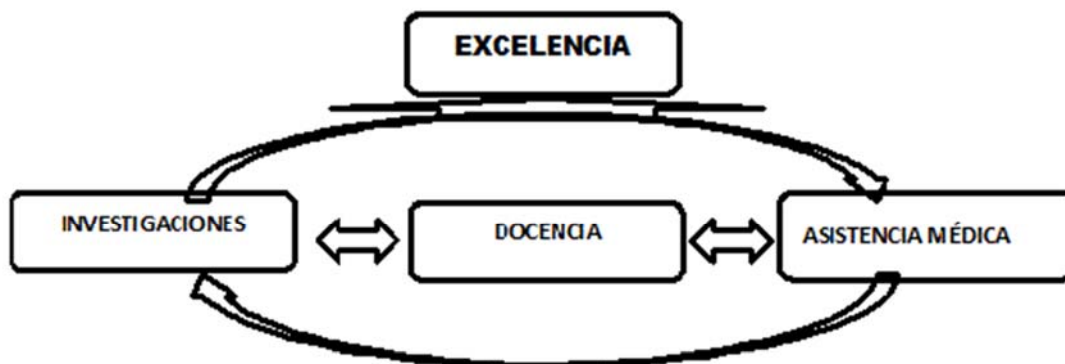 EXCELENCIA
INVESTIGACIONES
DOCENCIA
ASISTENCIA MÉDICA